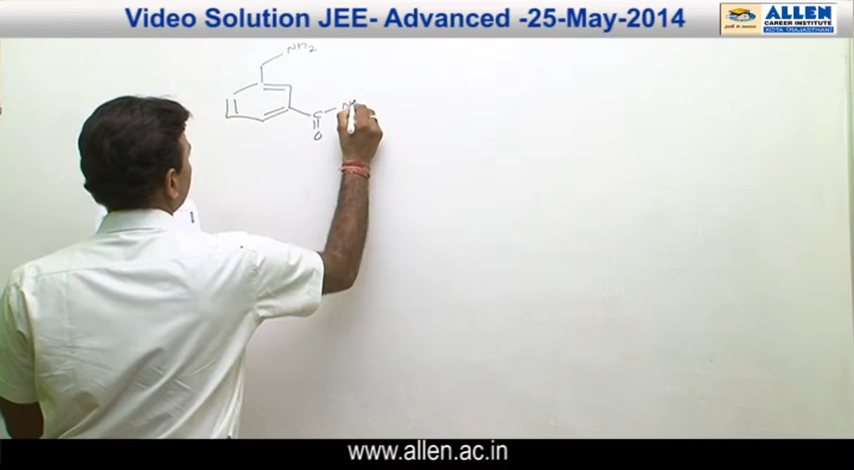 Video Solution JEE- Advanced -25-May-2014
ALLEN
CAREER INSTITUTE
KOTA (RAJASTHAN)
NH2
C
O
www.allen.ac.in